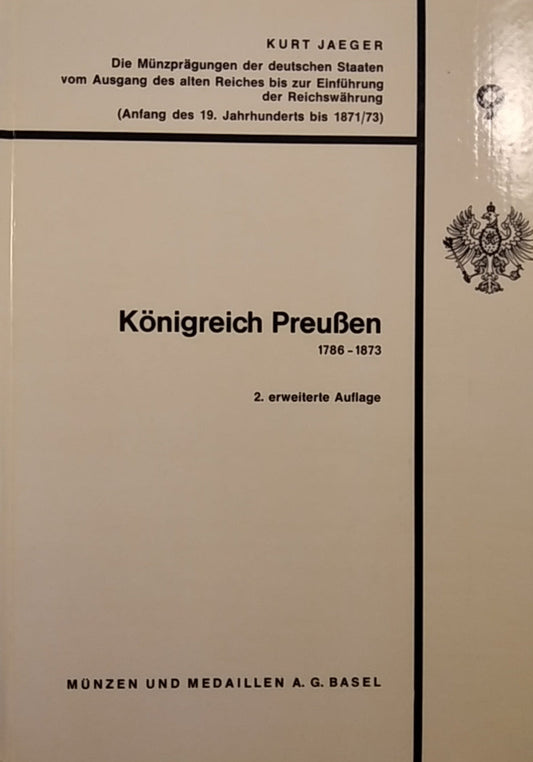 KURT JAEGER
Die Münzprägungen der deutschen Staaten
vom Ausgang des alten Reiches bis zur Einführung
der Reichswährung
(Anfang des 19. Jahrhunderts bis 1871/73)
9
Königreich Preußen
1786 – 1873
2. erweiterte Auflage
MÜNZEN UND MEDAILLEN A. G. BASEL